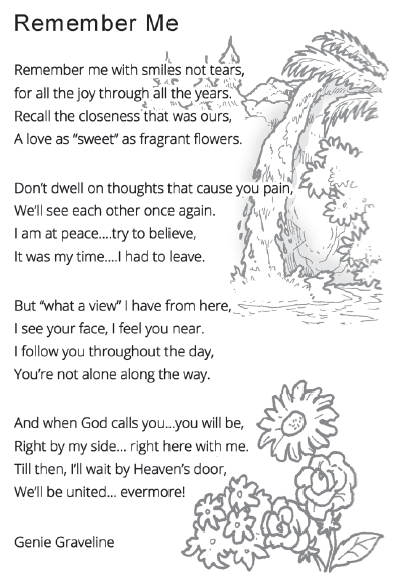 Remember Me
Remember me with smiles not tears,
for all the joy through all the years.
Recall the closeness that was ours,
A love as “sweet” as fragrant flowers.
Don’t dwell on thoughts that cause you pain,
We’ll see each other once again.
I am at peace....try to believe,
It was my time....I had to leave.
But “what a view” I have from here,
I see your face, I feel you near.
I follow you throughout the day,
You’re not alone along the way.
And when God calls you...you will be,
Right by my side... right here with me.
Till then, I’ll wait by Heaven’s door,
We’ll be united... evermore!
Genie Graveline